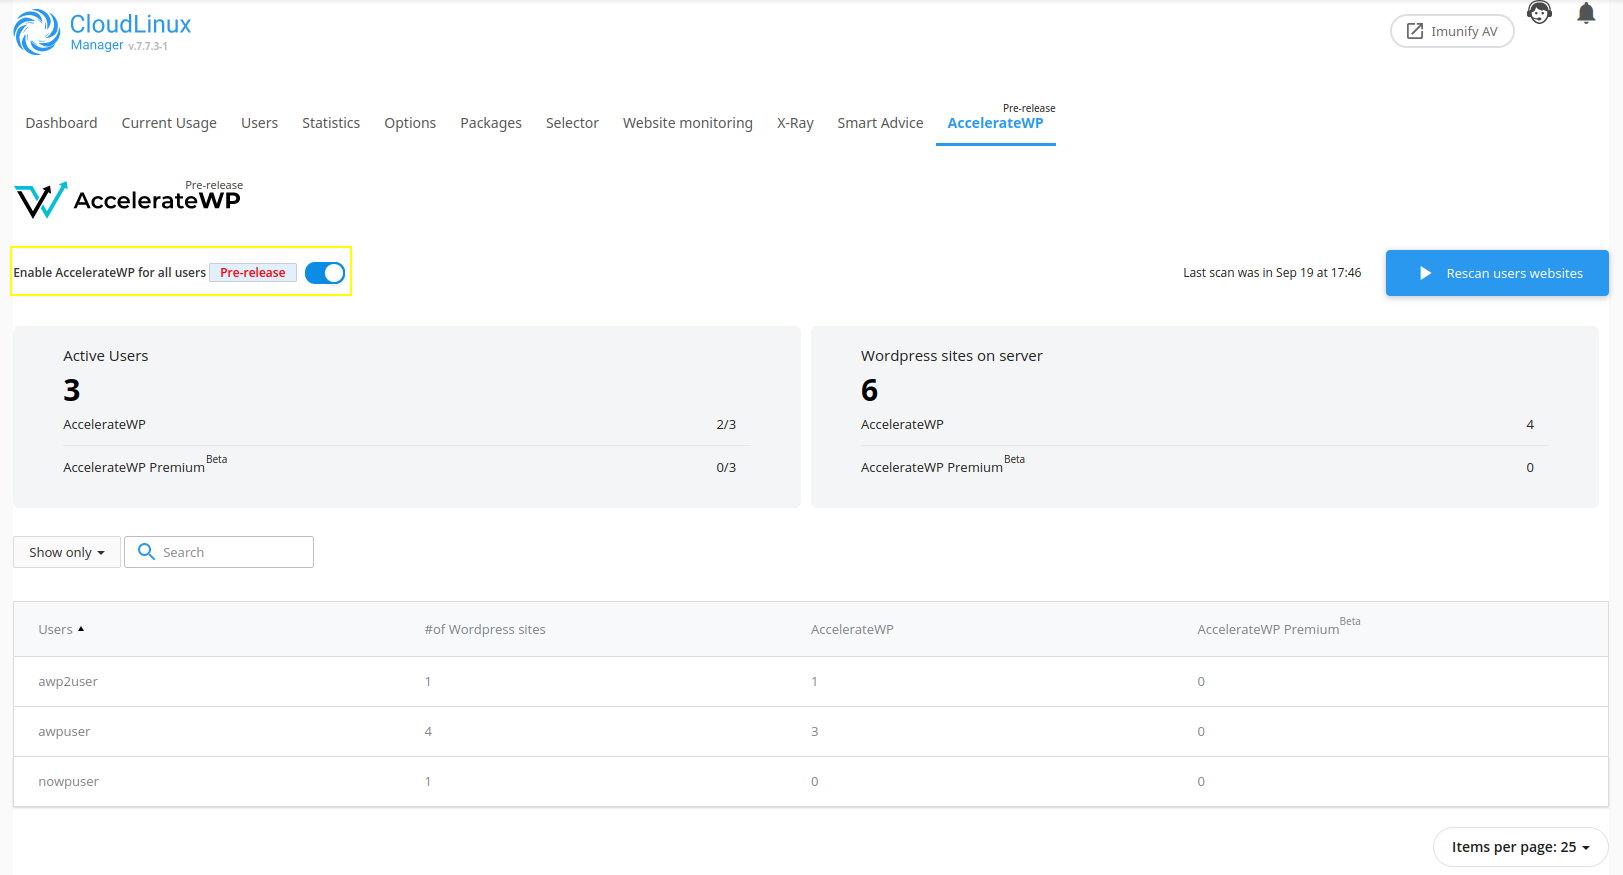 CloudLinux
Manager v.7.7.3-1
Imunify AV
Pre-release
Dashboard Current Usage Users Statistics Options Packages Selector Website monitoring X-Ray Smart Advice AccelerateWP
Pre-release
AccelerateWP
Enable AccelerateWP for all users Pre-release
Last scan was in Sep 19 at 17:46 Rescan users websites
Active Users
3
AccelerateWP 2/3
AccelerateWP Premium Beta 0/3
Wordpress sites on server
6
AccelerateWP 4
AccelerateWP Premium Beta 0
Show only Search
Users #of Wordpress sites AccelerateWP AccelerateWP Premium Beta
awp2user 1 1 0
awpuser 4 3 0
nowpuser 1 0 0
Items per page: 25